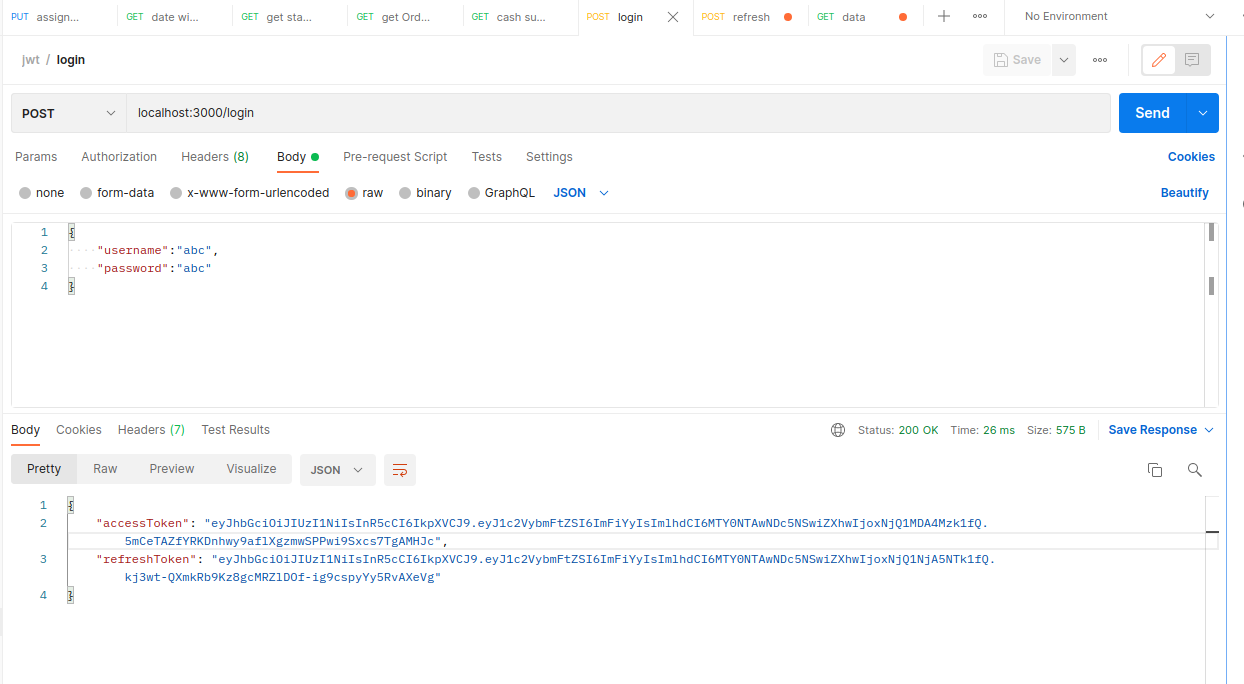 PUT assign... GET date wi... GET get sta... GET get Ord... GET cash su... POST login POST refresh GET data No Environment
jwt / login Save
POST localhost:3000/login Send
Params Authorization Headers (8) Body Pre-request Script Tests Settings Cookies
none form-data x-www-form-urlencoded raw binary GraphQL JSON Beautify
1 {
2 "username":"abc",
3 "password":"abc"
4 }
Body Cookies Headers (7) Test Results Status: 200 OK Time: 26 ms Size: 575 B Save Response
Pretty Raw Preview Visualize JSON
1 {
2 "accessToken": "eyJhbGciOiJIUzI1NiIsInR5cCI6IkpXVCJ9.eyJ1c2VybmFtZSI6ImFiYyIsImlhdCI6MTY0NTAwNDc5NSwiZXhwIjoxNjQ1MDA4Mzk1fQ.
5mCeTAZfYRKDnhwy9aflXgzmwSPPwi9Sxcs7TgAMHJc",
3 "refreshToken": "eyJhbGciOiJIUzI1NiIsInR5cCI6IkpXVCJ9.eyJ1c2VybmFtZSI6ImFiYyIsImlhdCI6MTY0NTAwNDc5NSwiZXhwIjoxNjQ1NjA5NTk1fQ.
kj3wt-QXmkRb9Kz8gcMRZlDOf-ig9cspyYy5RvAXeVg"
4 }